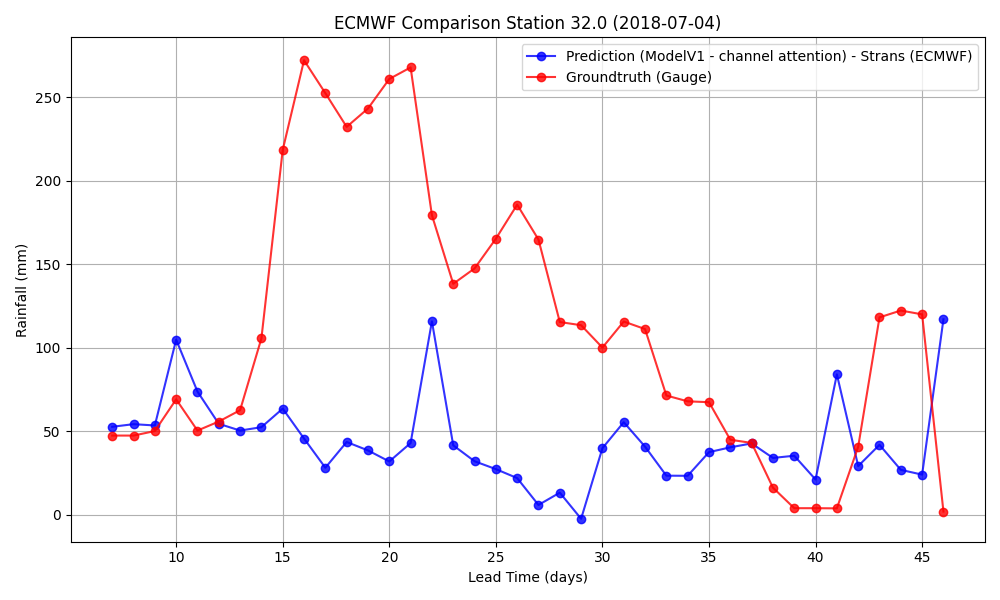 ECMWF Comparison Station 32.0 (2018-07-04)
Prediction (ModelV1 - channel attention) - Strans (ECMWF)
Groundtruth (Gauge)
Rainfall (mm)
250
200
150
100
50
0
10 15 20 25 30 35 40 45
Lead Time (days)